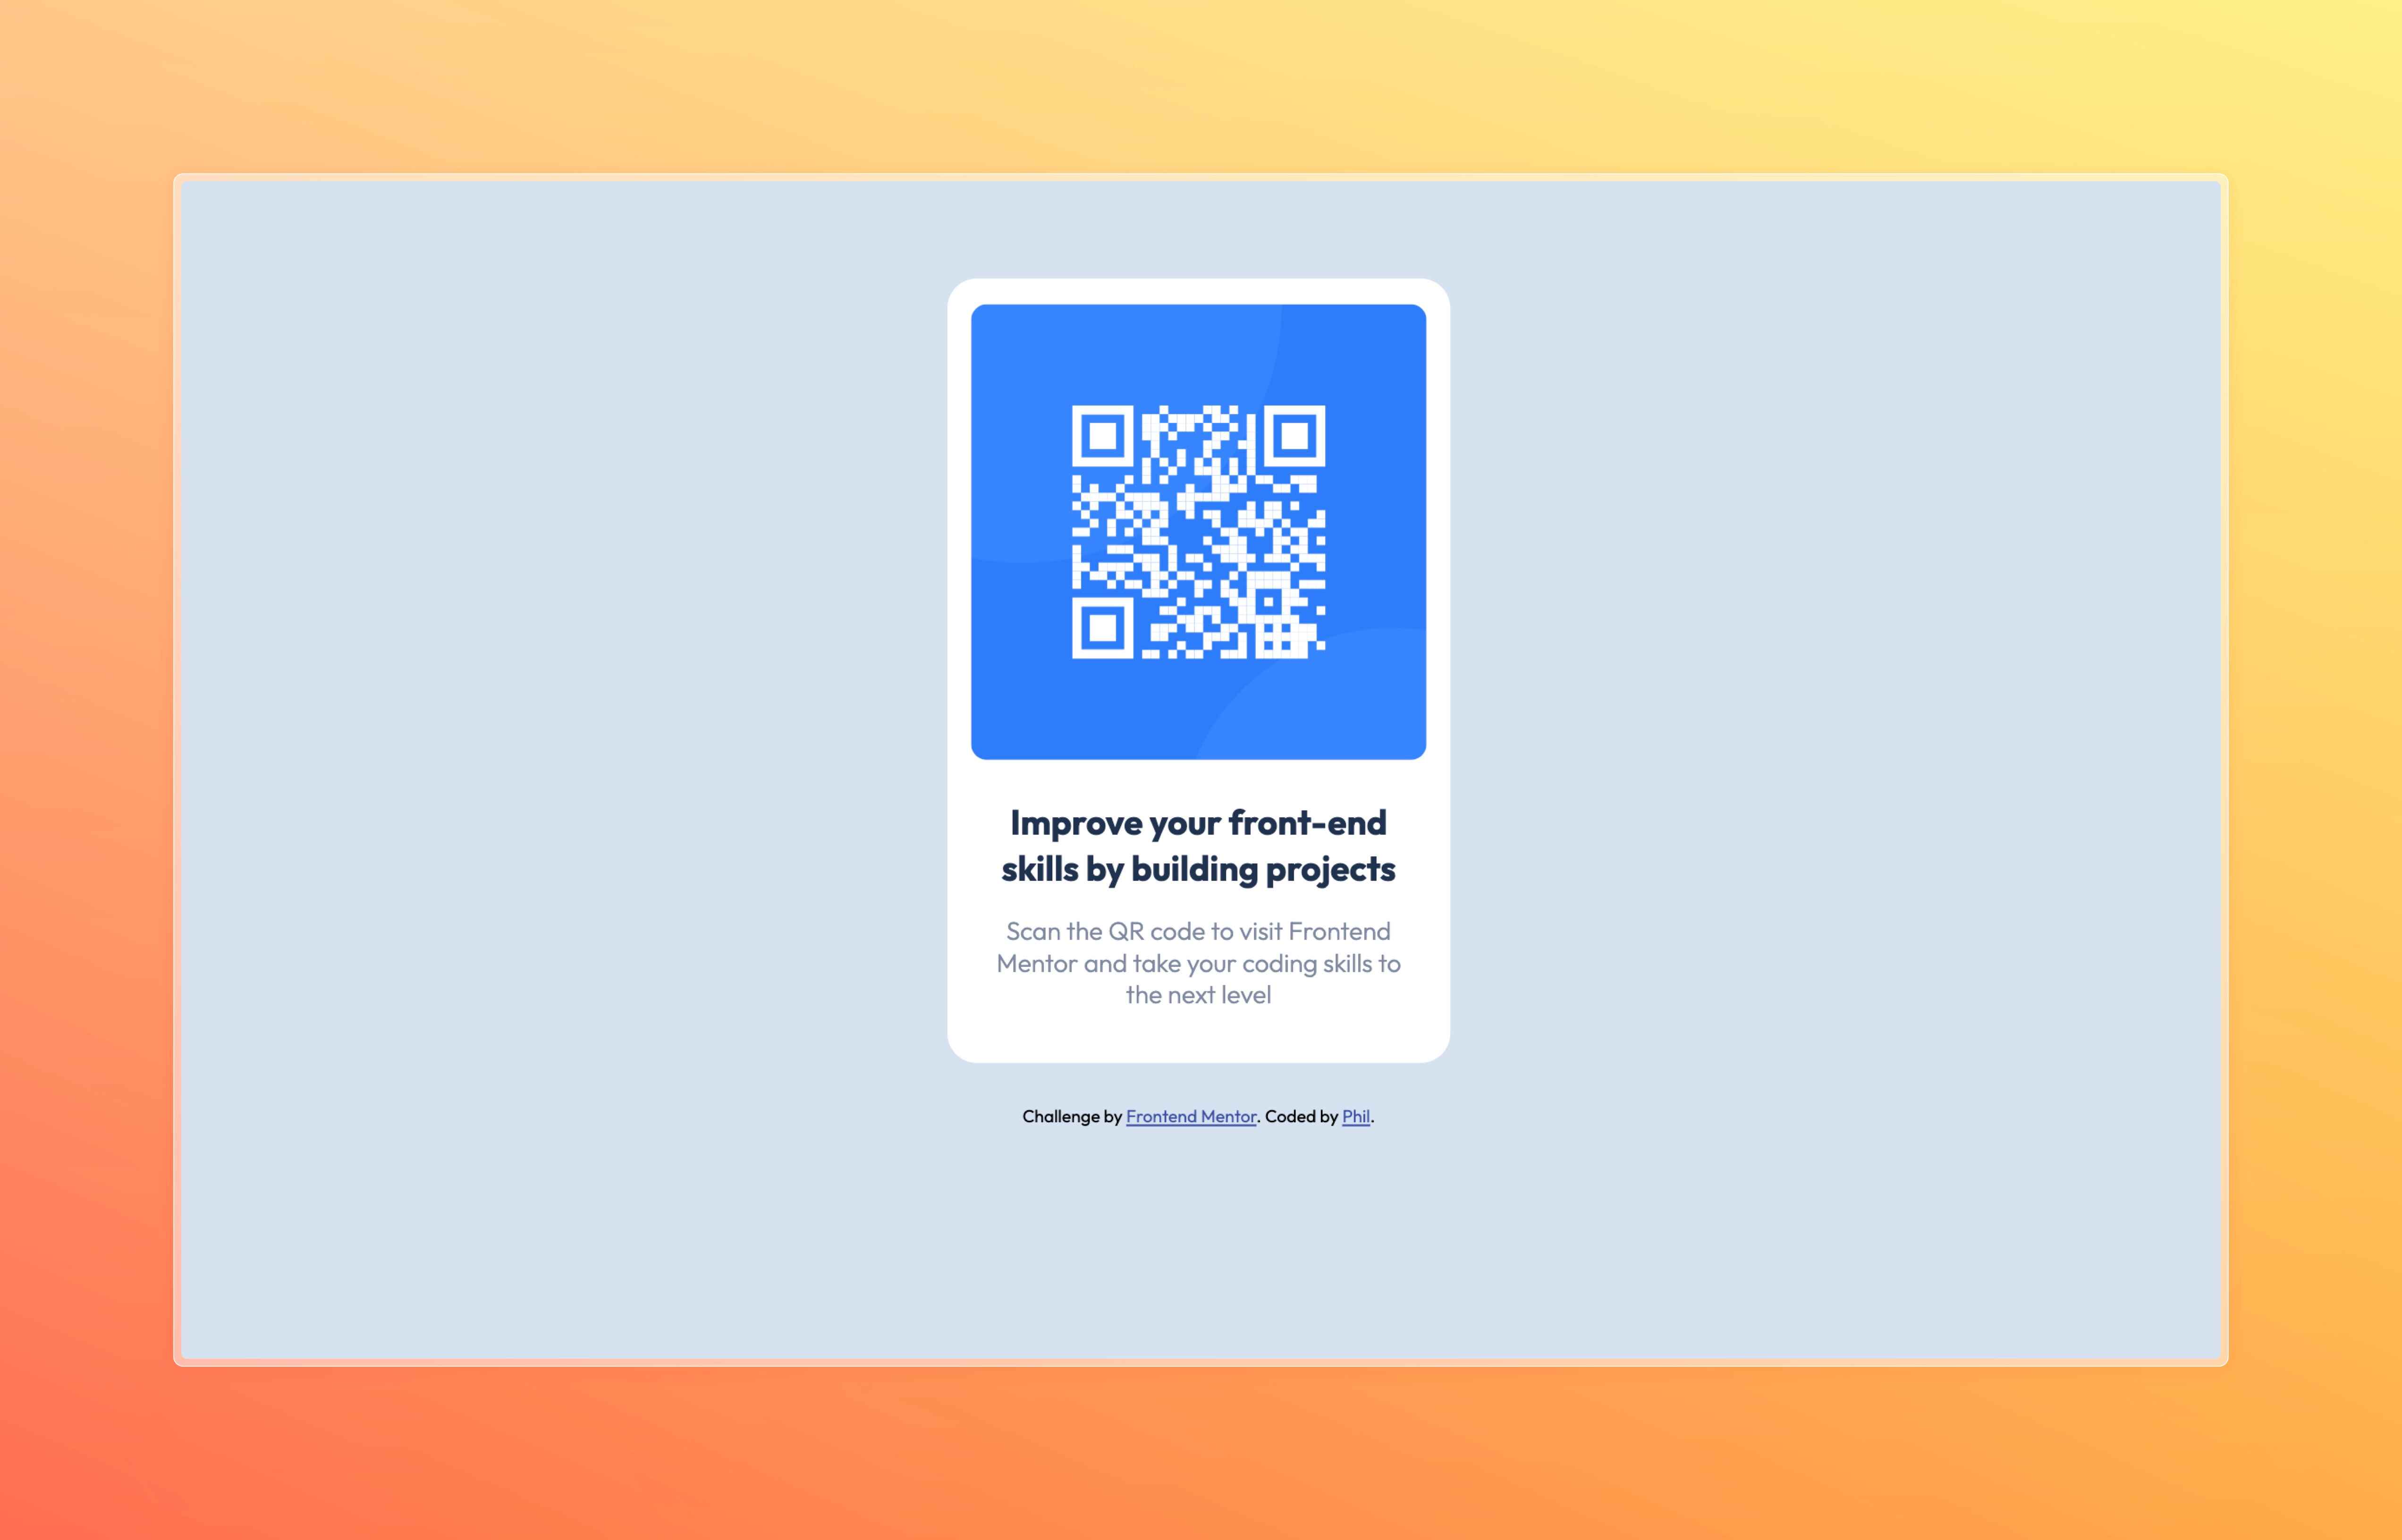 Improve your front-end
skills by building projects
Scan the QR code to visit Frontend
Mentor and take your coding skills to
the next level
Challenge by Frontend Mentor. Coded by Phil.